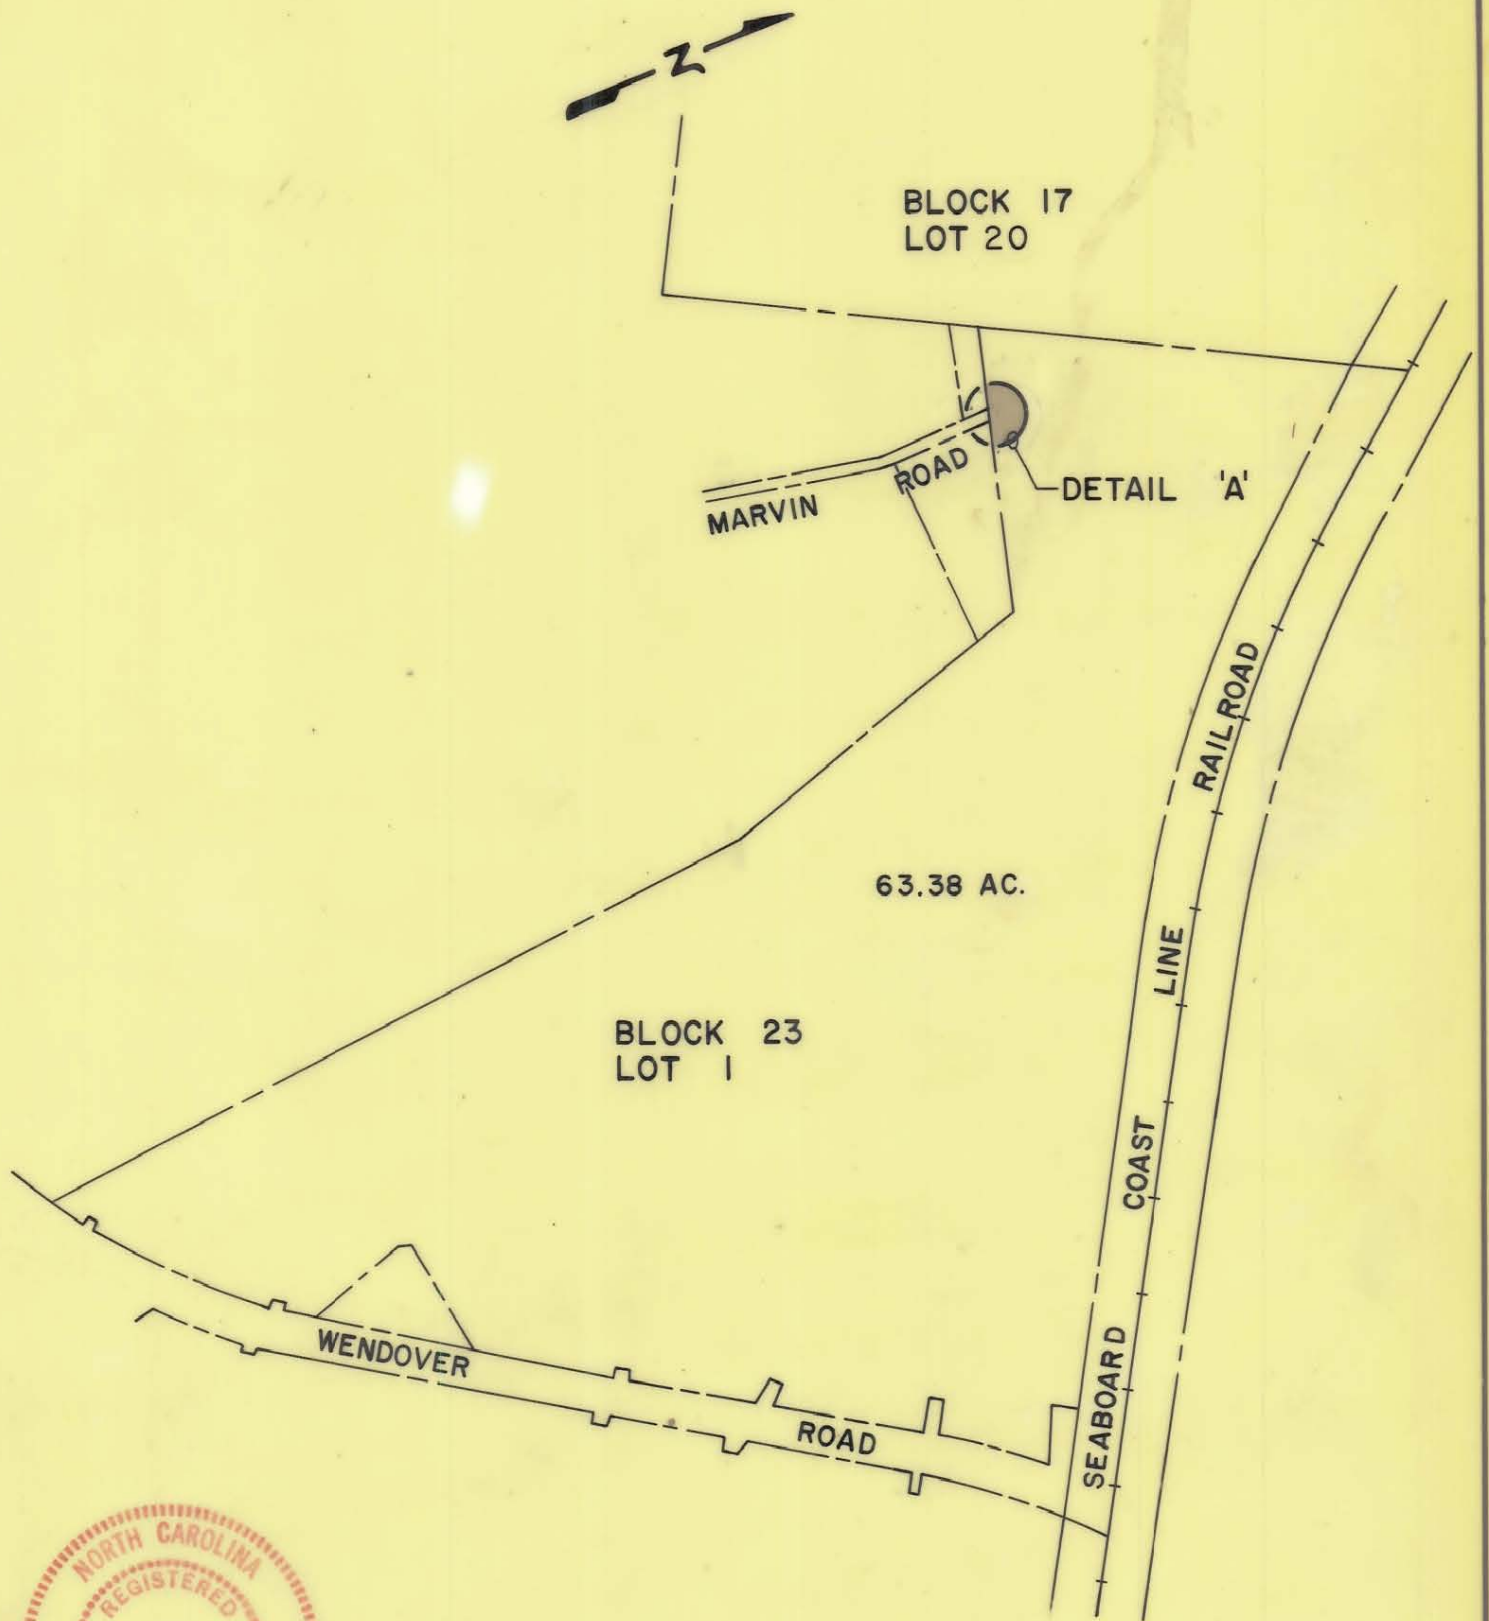 N
BLOCK 17
LOT 20
MARVIN ROAD
DETAIL 'A'
63.38 AC.
BLOCK 23
LOT 1
WENDOVER ROAD
SEABOARD COAST LINE RAILROAD
NORTH CAROLINA
REGISTERED